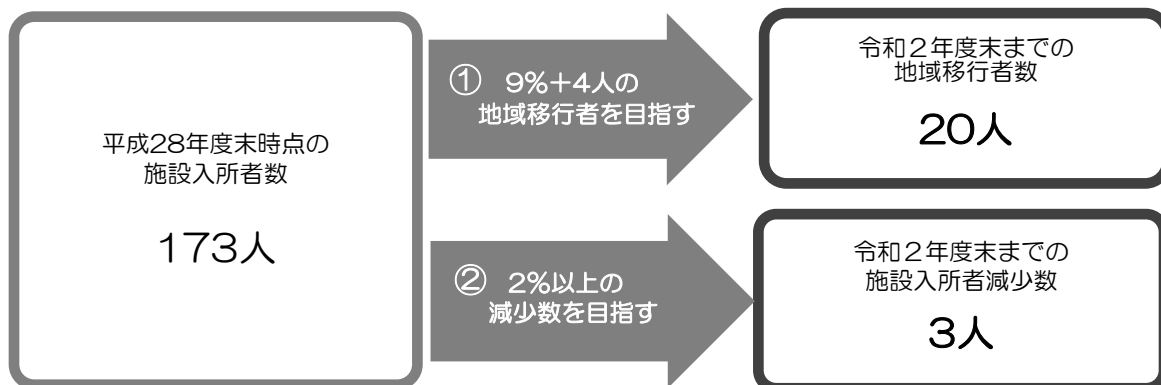 平成28年度末時点の
施設入所者数
173人
① 9%+4人の
地域移行者を目指す
令和2年度末までの
地域移行者数
20人
② 2%以上の
減少数を目指す
令和2年度末までの
施設入所者減少数
3人